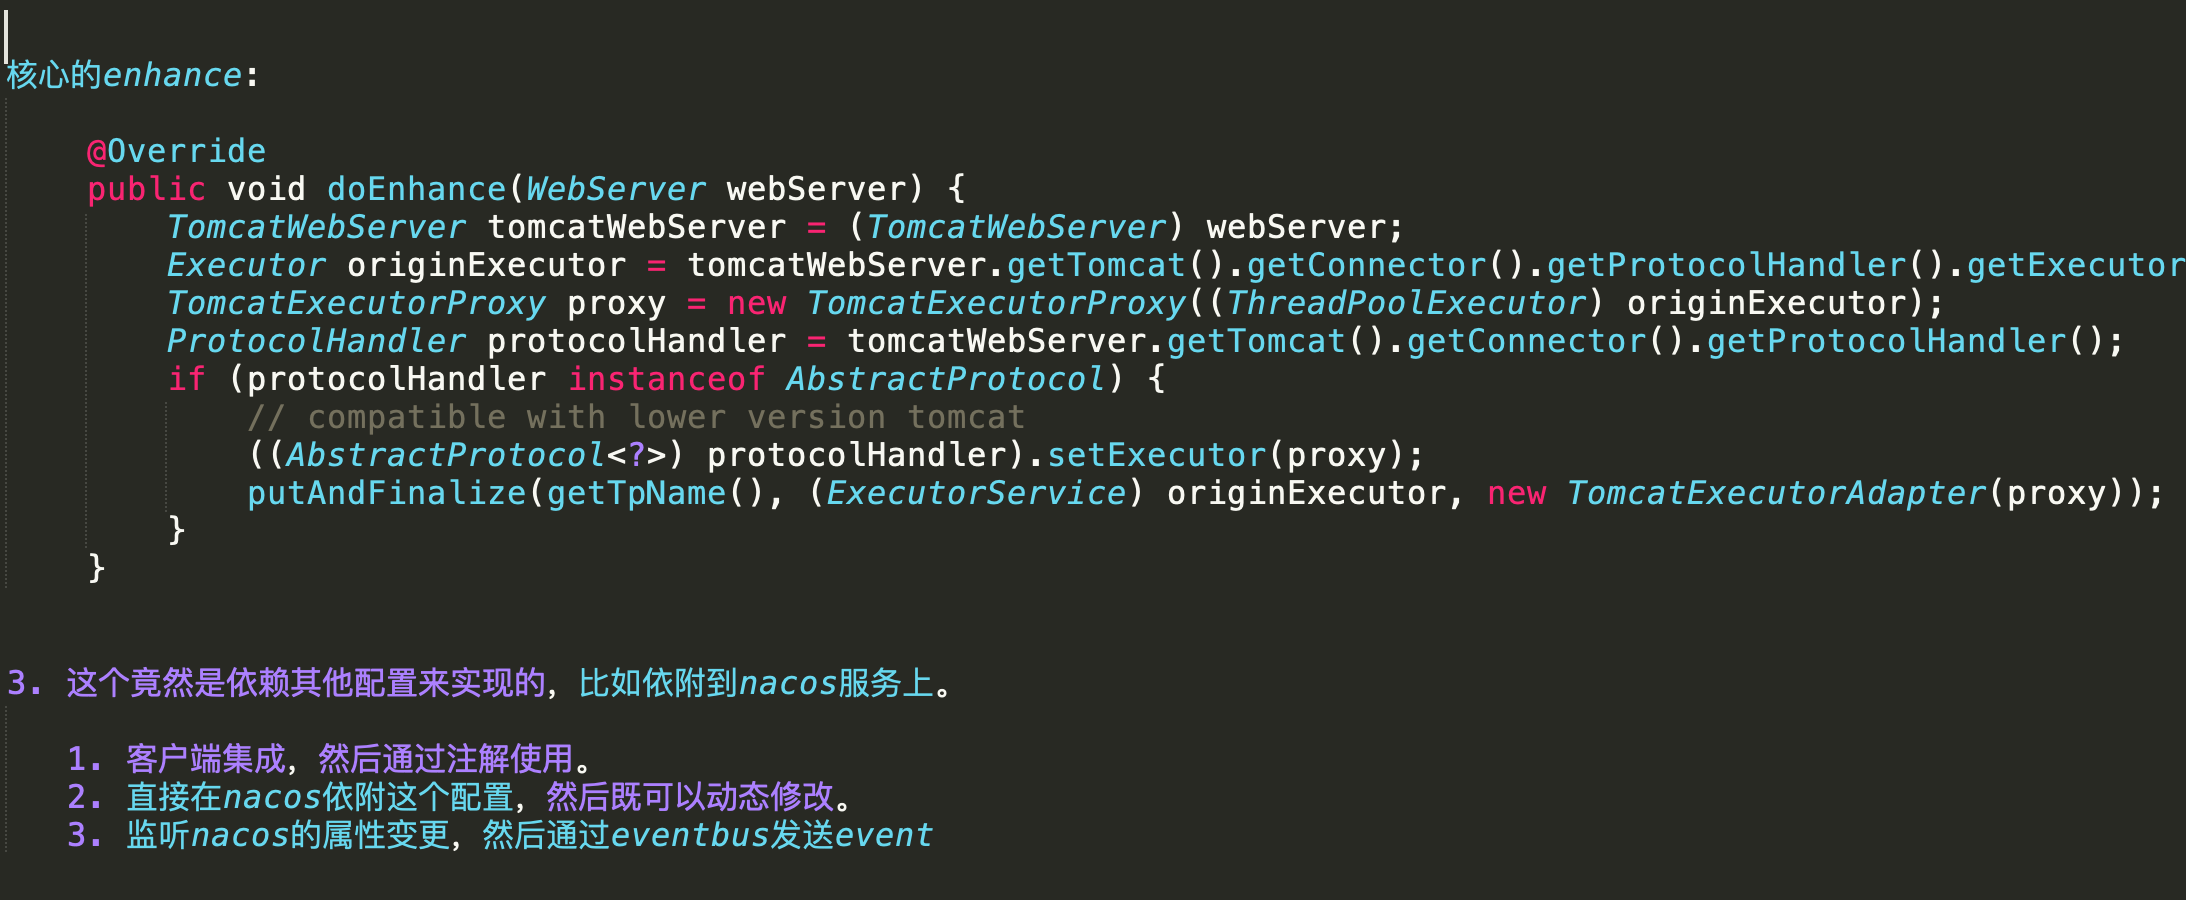 核心的enhance:
@Override
public void doEnhance(WebServer webServer) {
TomcatWebServer tomcatWebServer = (TomcatWebServer) webServer;
Executor originExecutor = tomcatWebServer.getTomcat().getConnector().getProtocolHandler().getExecutor
TomcatExecutorProxy proxy = new TomcatExecutorProxy((ThreadPoolExecutor) originExecutor);
ProtocolHandler protocolHandler = tomcatWebServer.getTomcat().getConnector().getProtocolHandler();
if (protocolHandler instanceof AbstractProtocol) {
// compatible with lower version tomcat
((AbstractProtocol<?>) protocolHandler).setExecutor(proxy);
putAndFinalize(getTpName(), (ExecutorService) originExecutor, new TomcatExecutorAdapter(proxy));
}
}
3. 这个竟然是依赖其他配置来实现的，比如依附到nacos服务上。
1. 客户端集成，然后通过注解使用。
2. 直接在nacos依附这个配置，然后既可以动态修改。
3. 监听nacos的属性变更，然后通过eventbus发送event